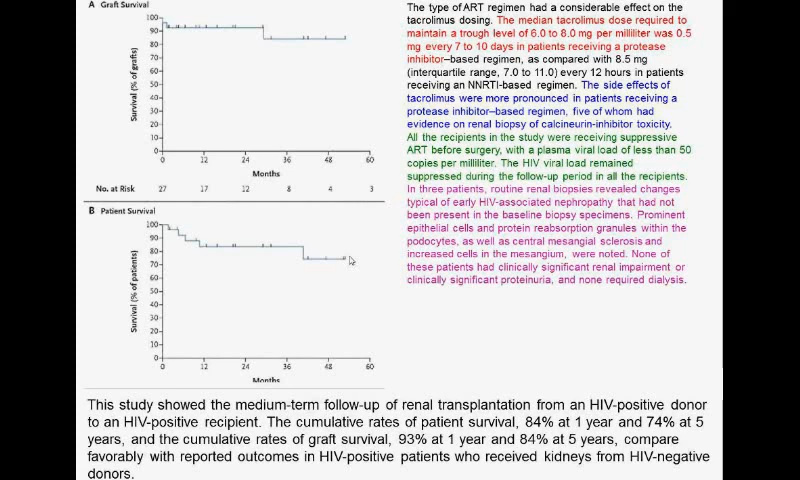 A Graft Survival
Survival (% of grafts)
100
90
80
70
60
50
40
30
20
10
0
0 12 24 36 48 60
Months
No. at Risk 27 17 12 8 4 3
B Patient Survival
Survival (% of patients)
100
90
80
70
60
50
40
30
20
10
0
0 12 24 36 48 60
Months
The type of ART regimen had a considerable effect on the
tacrolimus dosing. The median tacrolimus dose required to
maintain a trough level of 6.0 to 8.0 mg per milliliter was 0.5
mg every 7 to 10 days in patients receiving a protease
inhibitor–based regimen, as compared with 8.5 mg
(interquartile range, 7.0 to 11.0) every 12 hours in patients
receiving an NNRTI-based regimen. The side effects of
tacrolimus were more pronounced in patients receiving a
protease inhibitor–based regimen, five of whom had
evidence on renal biopsy of calcineurin-inhibitor toxicity.
All the recipients in the study were receiving suppressive
ART before surgery, with a plasma viral load of less than 50
copies per milliliter. The HIV viral load remained
suppressed during the follow-up period in all the recipients.
In three patients, routine renal biopsies revealed changes
typical of early HIV-associated nephropathy that had not
been present in the baseline biopsy specimens. Prominent
epithelial cells and protein reabsorption granules within the
podocytes, as well as central mesangial sclerosis and
increased cells in the mesangium, were noted. None of
these patients had clinically significant renal impairment or
clinically significant proteinuria, and none required dialysis.
This study showed the medium-term follow-up of renal transplantation from an HIV-positive donor
to an HIV-positive recipient. The cumulative rates of patient survival, 84% at 1 year and 74% at 5
years, and the cumulative rates of graft survival, 93% at 1 year and 84% at 5 years, compare
favorably with reported outcomes in HIV-positive patients who received kidneys from HIV-negative
donors.